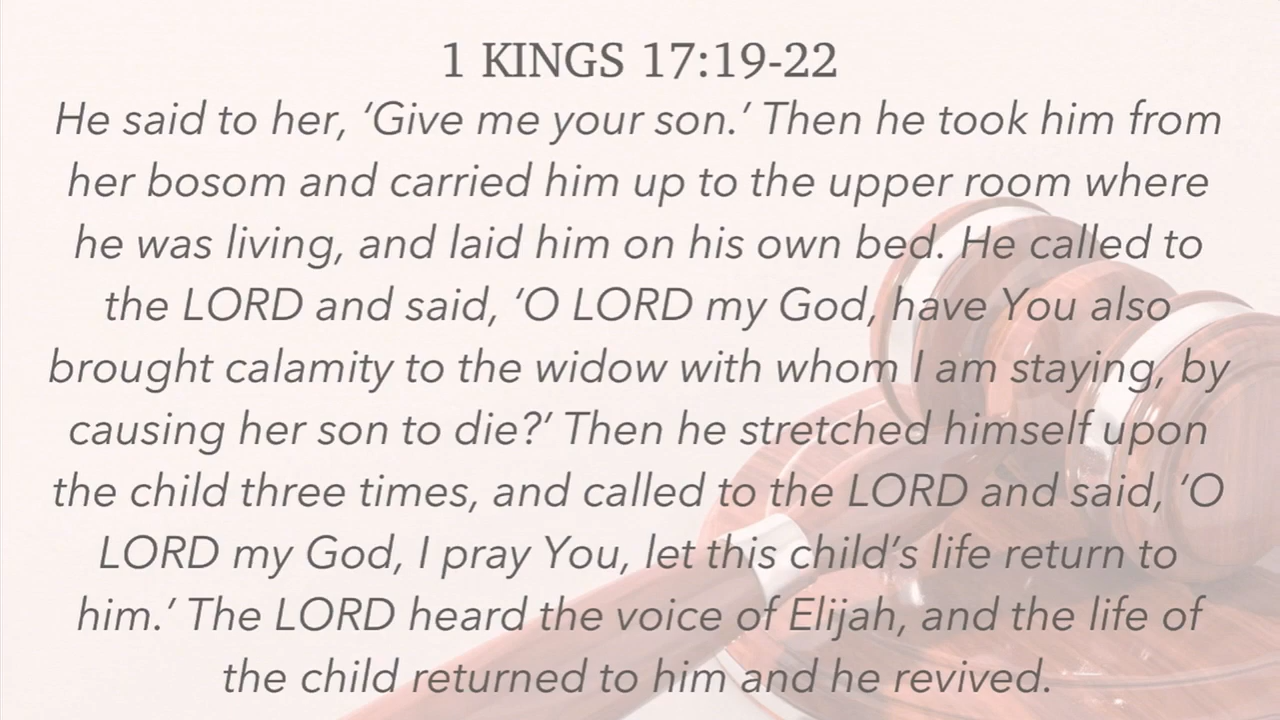 1 KINGS 17:19-22
He said to her, ‘Give me your son.’ Then he took him from
her bosom and carried him up to the upper room where
he was living, and laid him on his own bed. He called to
the LORD and said, ‘O LORD my God, have You also
brought calamity to the widow with whom I am staying, by
causing her son to die?’ Then he stretched himself upon
the child three times, and called to the LORD and said, ‘O
LORD my God, I pray You, let this child’s life return to
him.’ The LORD heard the voice of Elijah, and the life of
the child returned to him and he revived.